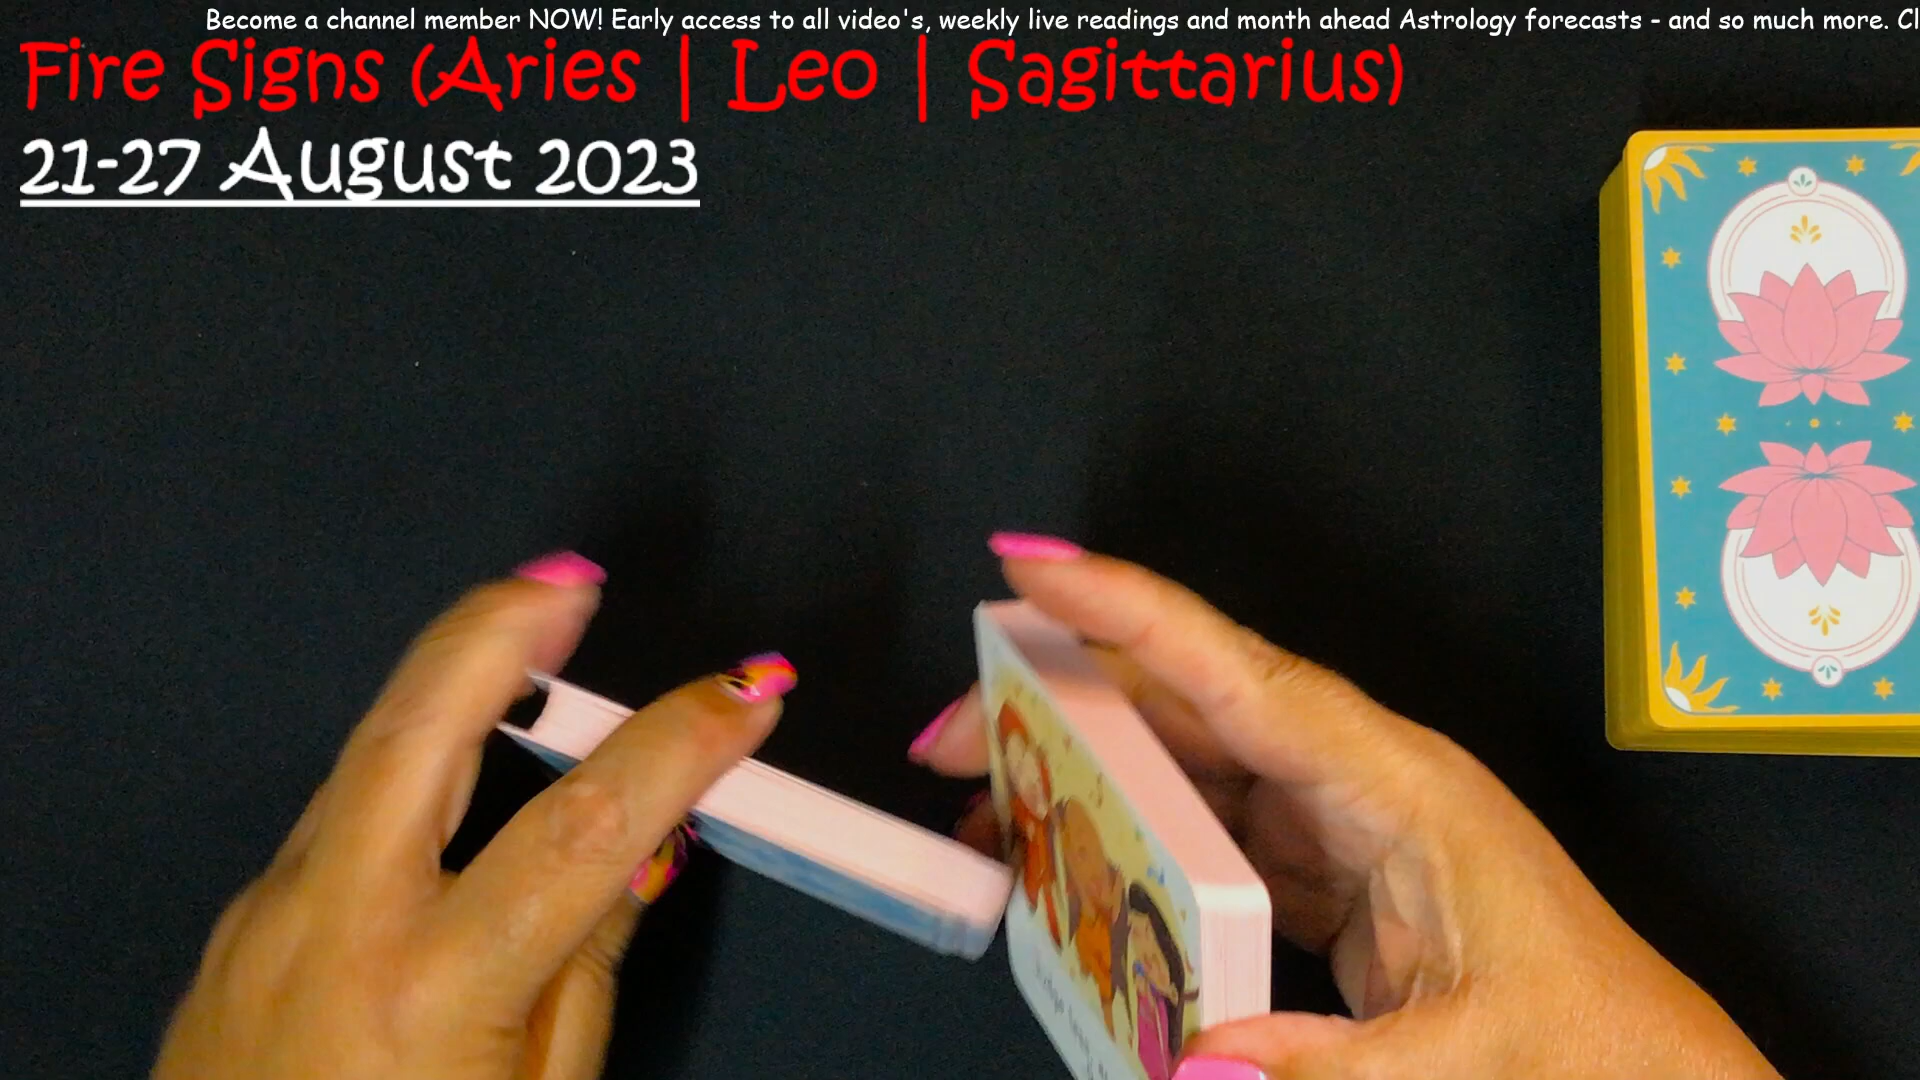 Become a channel member NOW! Early access to all video's, weekly live readings and month ahead Astrology forecasts - and so much more.
Fire Signs (Aries | Leo | Sagittarius)
21-27 August 2023